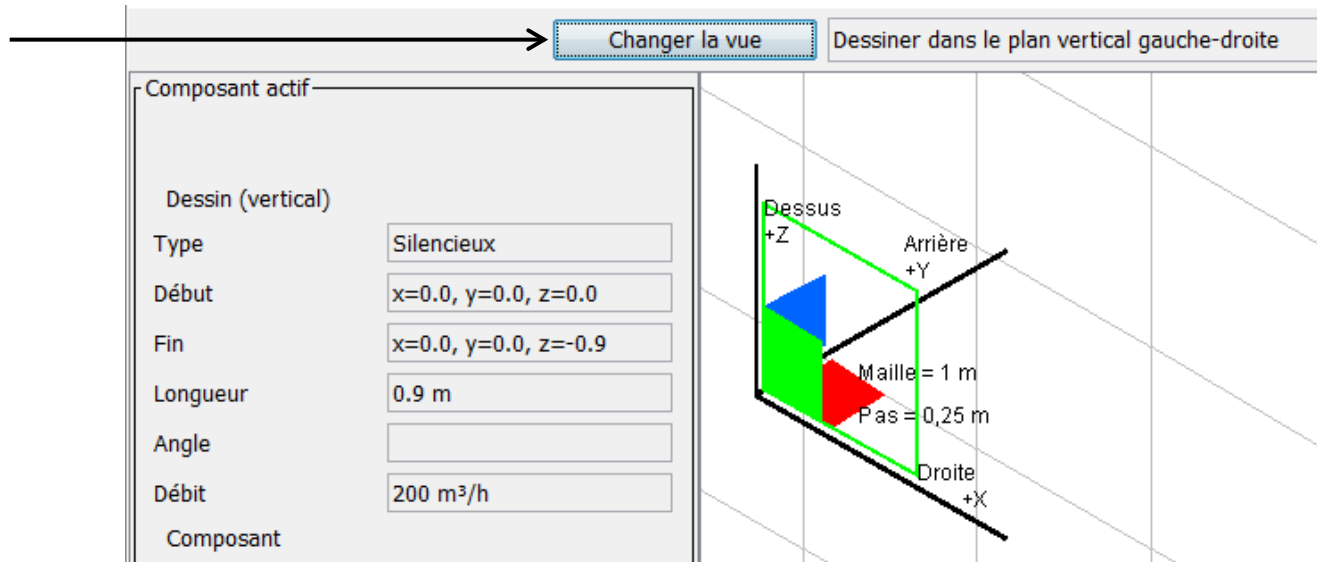 Changer la vue
Dessiner dans le plan vertical gauche-droite
Composant actif
Dessin (vertical)
Type
Silencieux
Début
x=0.0, y=0.0, z=0.0
Fin
x=0.0, y=0.0, z=-0.9
Longueur
0.9 m
Angle
Débit
200 m³/h
Composant
Dessus
+Z
Arrière
+Y
Maille = 1 m
Pas = 0,25 m
Droite
+X